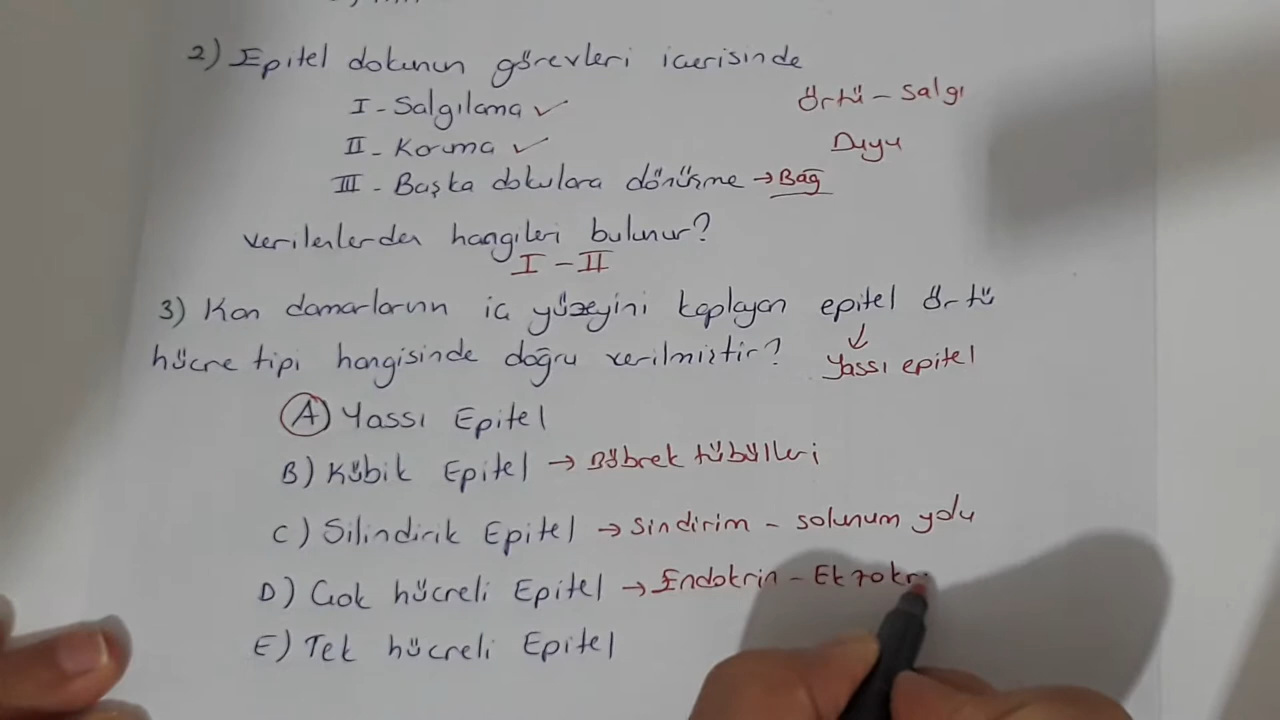 2) Epitel dokunun görevleri içerisinde
I - Salgılama ✓
Örtü - Salgı
II - Koruma ✓
Duyu
III - Başka dokulara dönüşme → Bağ
verilenlerden hangileri bulunur?
I - II
3) Kan damarlarının iç yüzeyini kaplayan epitel örtü
hücre tipi hangisinde doğru verilmiştir?
↓
Yassı epitel
A) Yassı Epitel
B) Kübik Epitel → Böbrek tübülleri
C) Silindirik Epitel → Sindirim - solunum yolu
D) Çok hücreli Epitel → Endokrin - Ekzokr
E) Tek hücreli Epitel